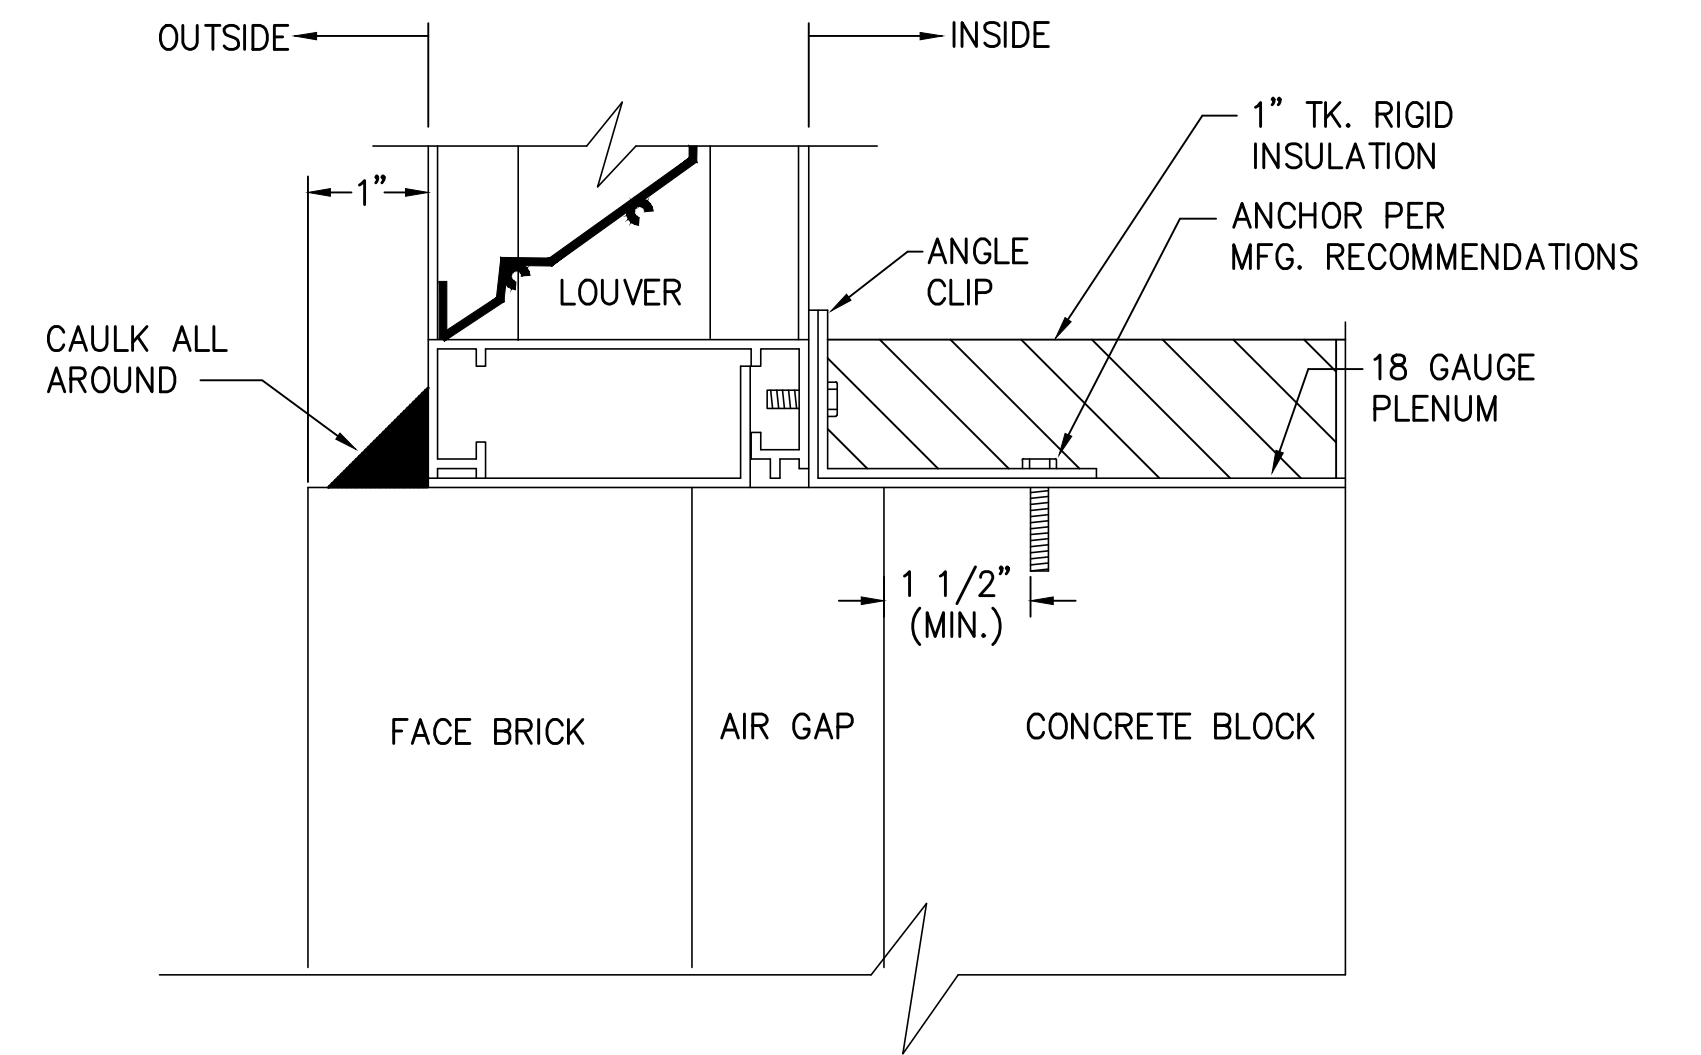 OUTSIDE
INSIDE
1” TK. RIGID
INSULATION
1”
ANCHOR PER
MFG. RECOMMENDATIONS
ANGLE
CLIP
LOUVER
CAULK ALL
AROUND
18 GAUGE
PLENUM
1 1/2”
(MIN.)
FACE BRICK
AIR GAP
CONCRETE BLOCK